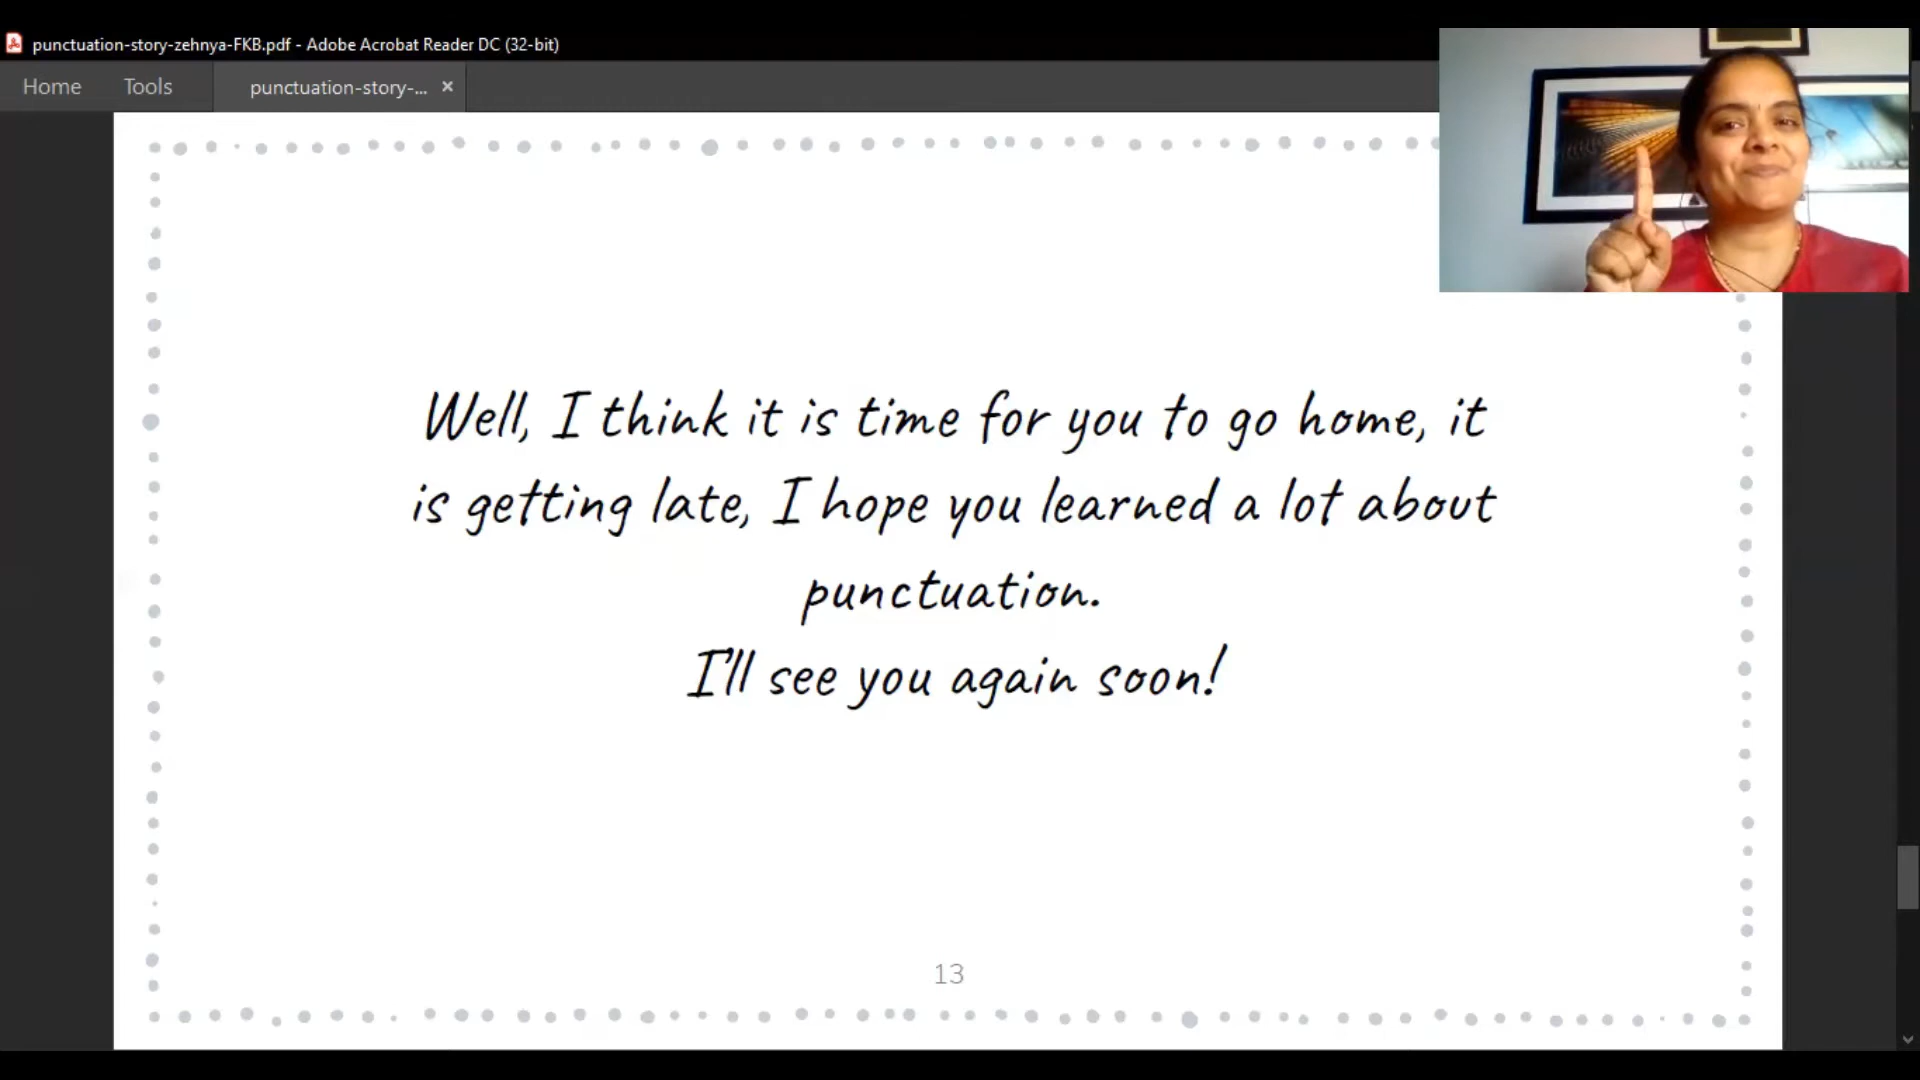 punctuation-story-zehnya-FKB.pdf - Adobe Acrobat Reader DC (32-bit)
Home Tools punctuation-story-... ×
Well, I think it is time for you to go home, it
is getting late, I hope you learned a lot about
punctuation.
I'll see you again soon!
13